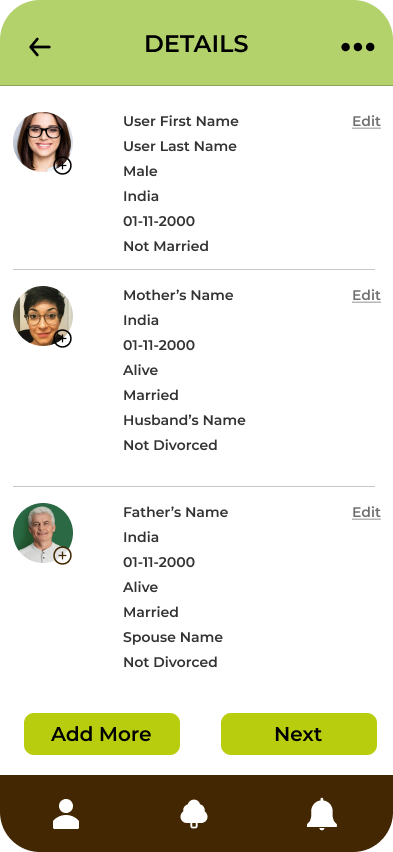 DETAILS
User First Name
Edit
User Last Name
Male
India
01-11-2000
Not Married
Mother’s Name
Edit
India
01-11-2000
Alive
Married
Husband’s Name
Not Divorced
Father’s Name
Edit
India
01-11-2000
Alive
Married
Spouse Name
Not Divorced
Add More
Next